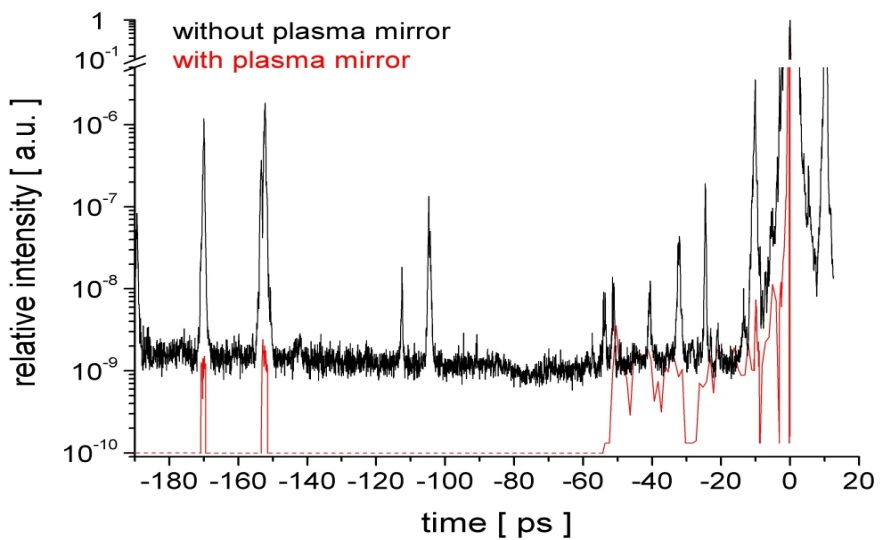 without plasma mirror
with plasma mirror
relative intensity [ a.u. ]
1
10⁻¹
10⁻⁶
10⁻⁷
10⁻⁸
10⁻⁹
10⁻¹⁰
-180 -160 -140 -120 -100 -80 -60 -40 -20 0 20
time [ ps ]